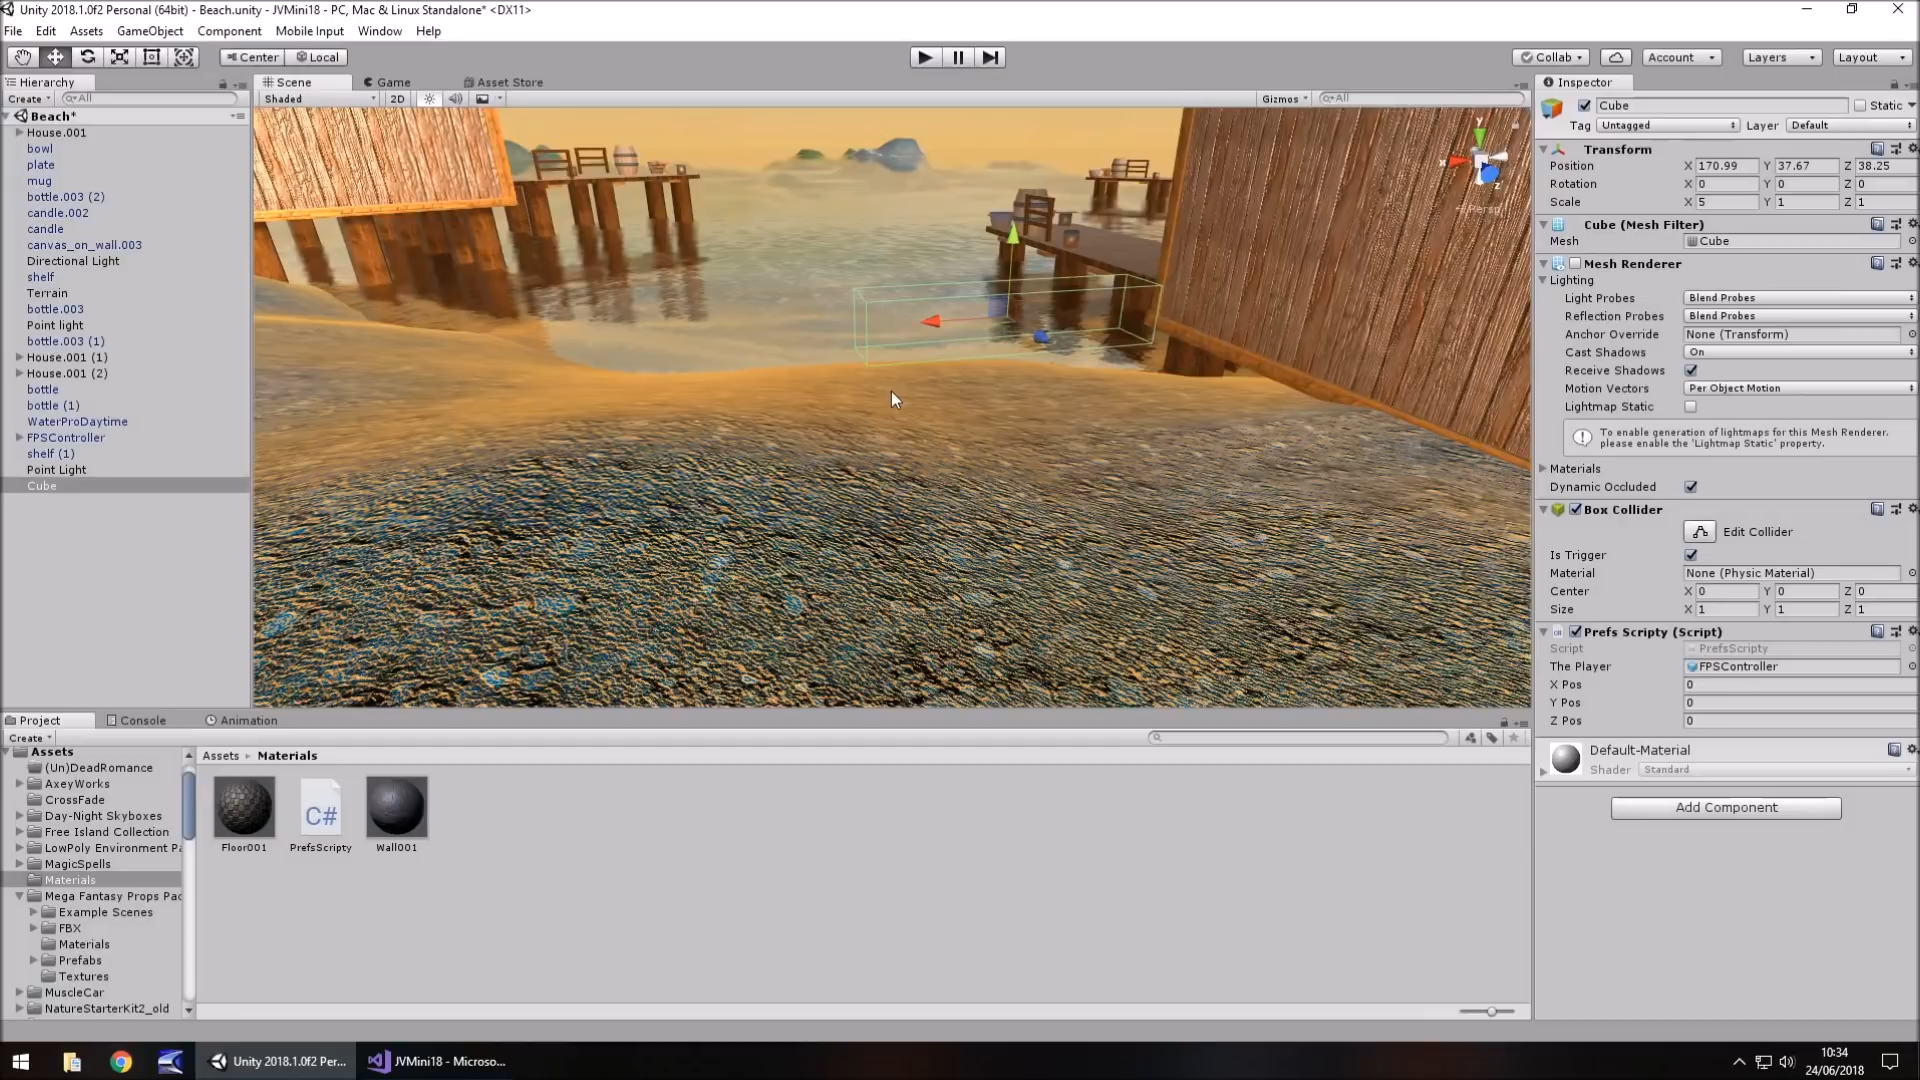 Unity 2018.1.0f2 Personal (64bit) - Beach.unity - JVMini18 - PC, Mac & Linux Standalone* <DX11>
File Edit Assets GameObject Component Mobile Input Window Help
Center Local Collab Account Layers Layout
Hierarchy
Create All
Beach*
House.001
bowl
plate
mug
bottle.003 (2)
candle.002
candle
canvas_on_wall.003
Directional Light
shelf
Terrain
bottle.003
Point light
bottle.003 (1)
House.001 (1)
House.001 (2)
bottle
bottle (1)
WaterProDaytime
FPSController
shelf (1)
Point Light
Cube
Scene Game Asset Store
Shaded 2D Gizmos All
y
x
z
Persp
Inspector
Cube Static
Tag Untagged Layer Default
Transform
Position X 170.99 Y 37.67 Z 38.25
Rotation X 0 Y 0 Z 0
Scale X 5 Y 1 Z 1
Cube (Mesh Filter)
Mesh Cube
Mesh Renderer
Lighting
Light Probes Blend Probes
Reflection Probes Blend Probes
Anchor Override None (Transform)
Cast Shadows On
Receive Shadows
Motion Vectors Per Object Motion
Lightmap Static
To enable generation of lightmaps for this Mesh Renderer.
please enable the 'Lightmap Static' property.
Materials
Dynamic Occluded
Box Collider
Edit Collider
Is Trigger
Material None (Physic Material)
Center X 0 Y 0 Z 0
Size X 1 Y 1 Z 1
Prefs Scripty (Script)
Script PrefsScripty
The Player FPSController
X Pos 0
Y Pos 0
Z Pos 0
Default-Material
Shader Standard
Add Component
Project Console Animation
Create
Assets
(Un)DeadRomance
AxeyWorks
CrossFade
Day-Night Skyboxes
Free Island Collection
LowPoly Environment Pa
MagicSpells
Materials
Mega Fantasy Props Pac
Example Scenes
FBX
Materials
Prefabs
Textures
MuscleCar
NatureStarterKit2_old
Assets Materials
C#
Floor001 PrefsScripty Wall001
Unity 2018.1.0f2 Per... JVMini18 - Microso...
10:34
24/06/2018